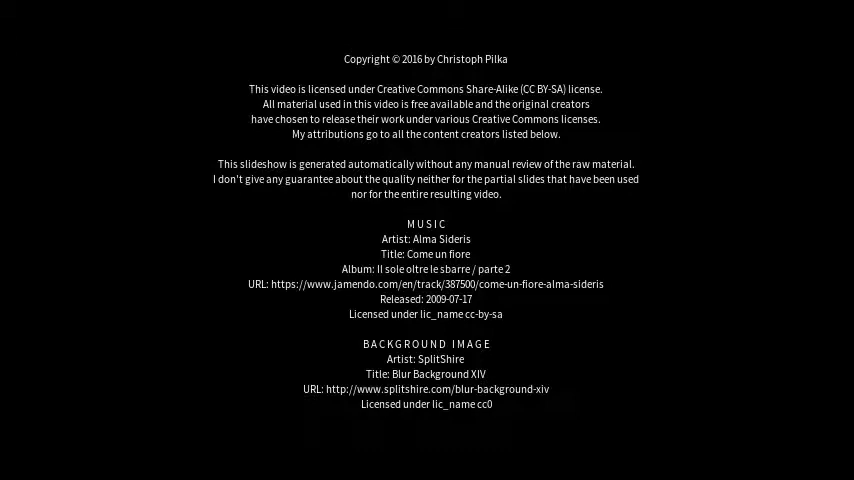 Copyright © 2016 by Christoph Pilka
This video is licensed under Creative Commons Share-Alike (CC BY-SA) license.
All material used in this video is free available and the original creators
have chosen to release their work under various Creative Commons licenses.
My attributions go to all the content creators listed below.
This slideshow is generated automatically without any manual review of the raw material.
I don't give any guarantee about the quality neither for the partial slides that have been used
nor for the entire resulting video.
M U S I C
Artist: Alma Sideris
Title: Come un fiore
Album: Il sole oltre le sbarre / parte 2
URL: https://www.jamendo.com/en/track/387500/come-un-fiore-alma-sideris
Released: 2009-07-17
Licensed under lic_name cc-by-sa
B A C K G R O U N D   I M A G E
Artist: SplitShire
Title: Blur Background XIV
URL: http://www.splitshire.com/blur-background-xiv
Licensed under lic_name cc0